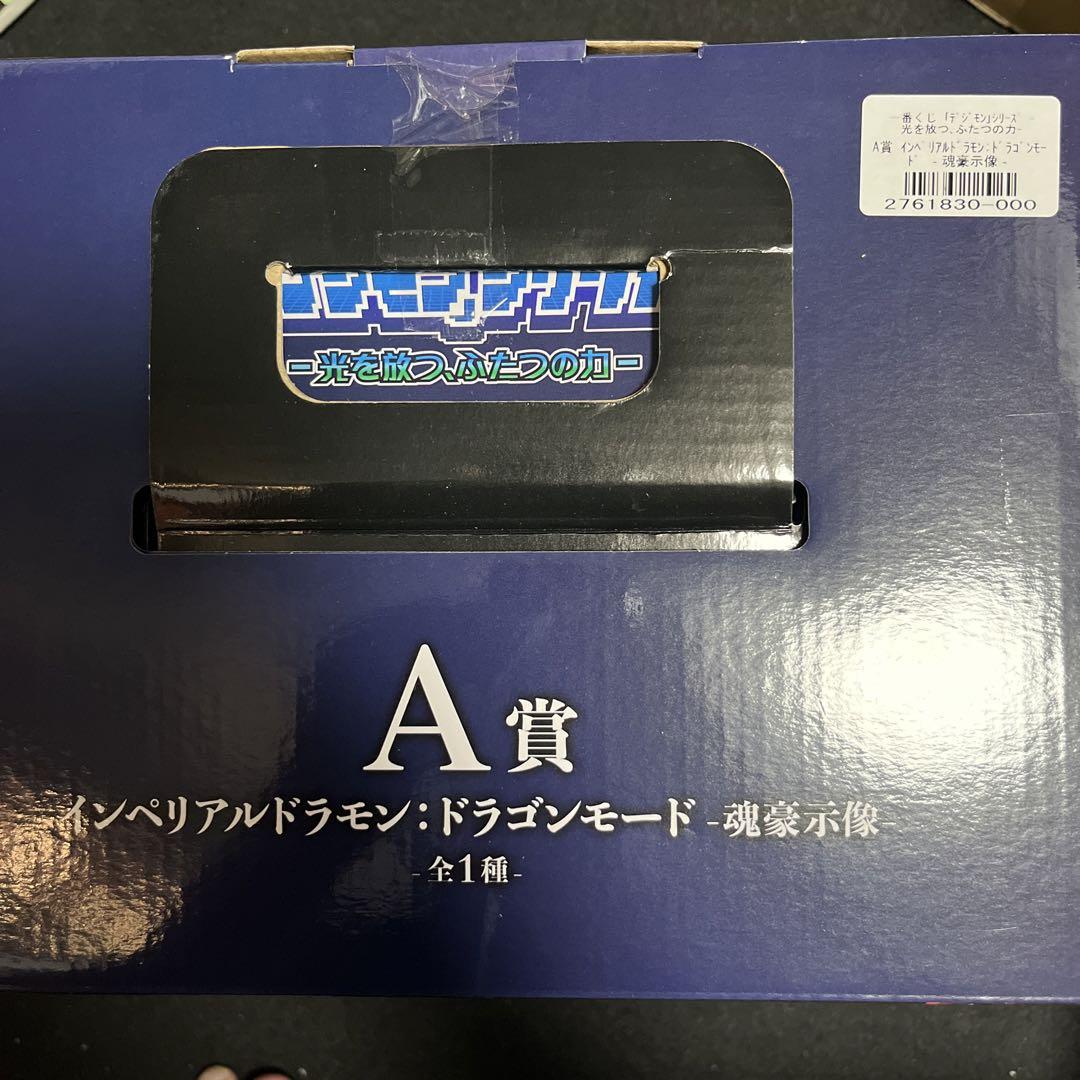 一番くじ 「ﾃﾞｼﾞﾓﾝ」ｼﾘｰｽﾞ
光を放つ､ふたつの力-
A賞 ｲﾝﾍﾟﾘｱﾙﾄﾞﾗﾓﾝ:ﾄﾞﾗｺﾞﾝﾓｰ
ﾄﾞ -魂豪示像-
2761830-000
-光を放つ、ふたつの力-
A賞
インペリアルドラモン：ドラゴンモード -魂豪示像-
-全1種-